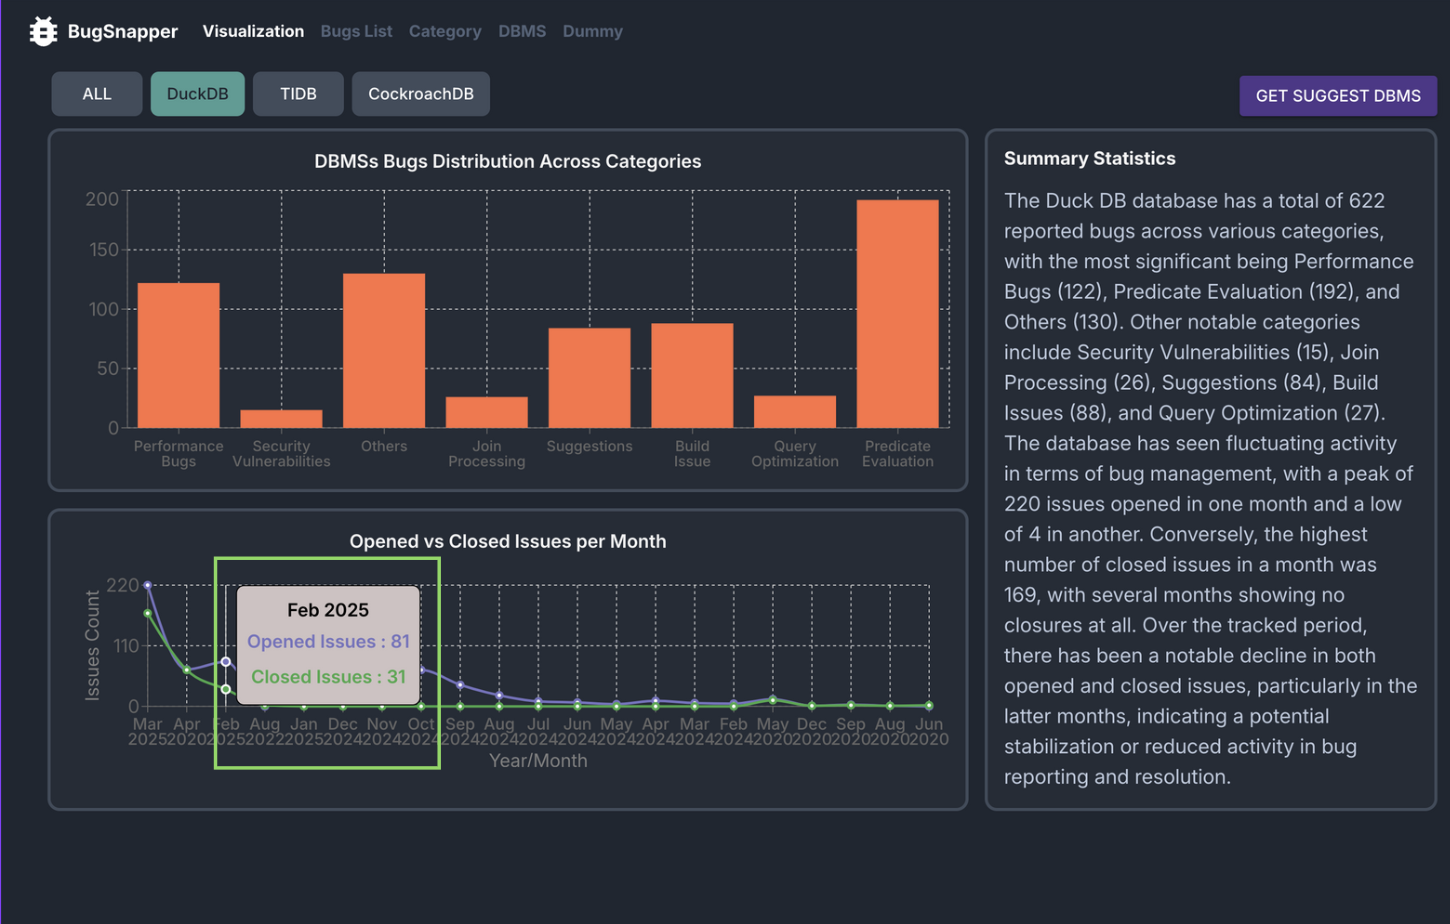 BugSnapper Visualization Bugs List Category DBMS Dummy
ALL DuckDB TIDB CockroachDB
GET SUGGEST DBMS
DBMSs Bugs Distribution Across Categories
200
150
100
50
0
Performance Bugs
Security Vulnerabilities
Others
Join Processing
Suggestions
Build Issue
Query Optimization
Predicate Evaluation
Opened vs Closed Issues per Month
Issues Count
220
110
0
Feb 2025
Opened Issues : 81
Closed Issues : 31
Mar Apr Feb Aug Jan Dec Nov Oct Sep Aug Jul Jun May Apr Mar Feb May Dec Sep Aug Jun
2025 2020 2025 2022 2025 2024 2024 2024 2024 2024 2024 2024 2024 2024 2024 2024 2020 2020 2020 2020 2020
Year/Month
Summary Statistics
The Duck DB database has a total of 622
reported bugs across various categories,
with the most significant being Performance
Bugs (122), Predicate Evaluation (192), and
Others (130). Other notable categories
include Security Vulnerabilities (15), Join
Processing (26), Suggestions (84), Build
Issues (88), and Query Optimization (27).
The database has seen fluctuating activity
in terms of bug management, with a peak of
220 issues opened in one month and a low
of 4 in another. Conversely, the highest
number of closed issues in a month was
169, with several months showing no
closures at all. Over the tracked period,
there has been a notable decline in both
opened and closed issues, particularly in the
latter months, indicating a potential
stabilization or reduced activity in bug
reporting and resolution.